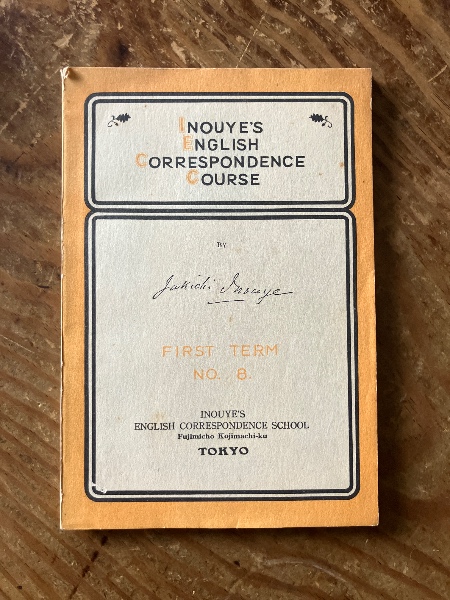 INOUYE'S
ENGLISH
CORRESPONDENCE
COURSE
BY
Jukichi Inouye
FIRST TERM
NO. 8.
INOUYE'S
ENGLISH CORRESPONDENCE SCHOOL
Fujimicho Kojimachi-ku
TOKYO